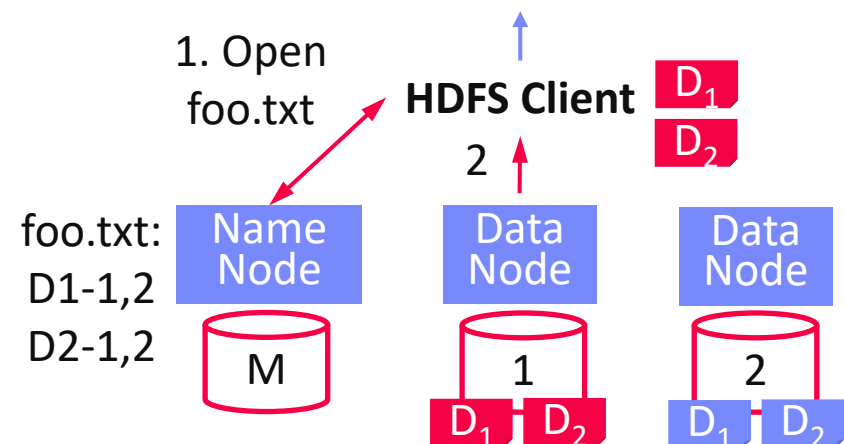 1. Open
foo.txt
HDFS Client
D1
D2
2
foo.txt:
D1-1,2
D2-1,2
Name
Node
Data
Node
Data
Node
M
1
2
D1
D2
D1
D2